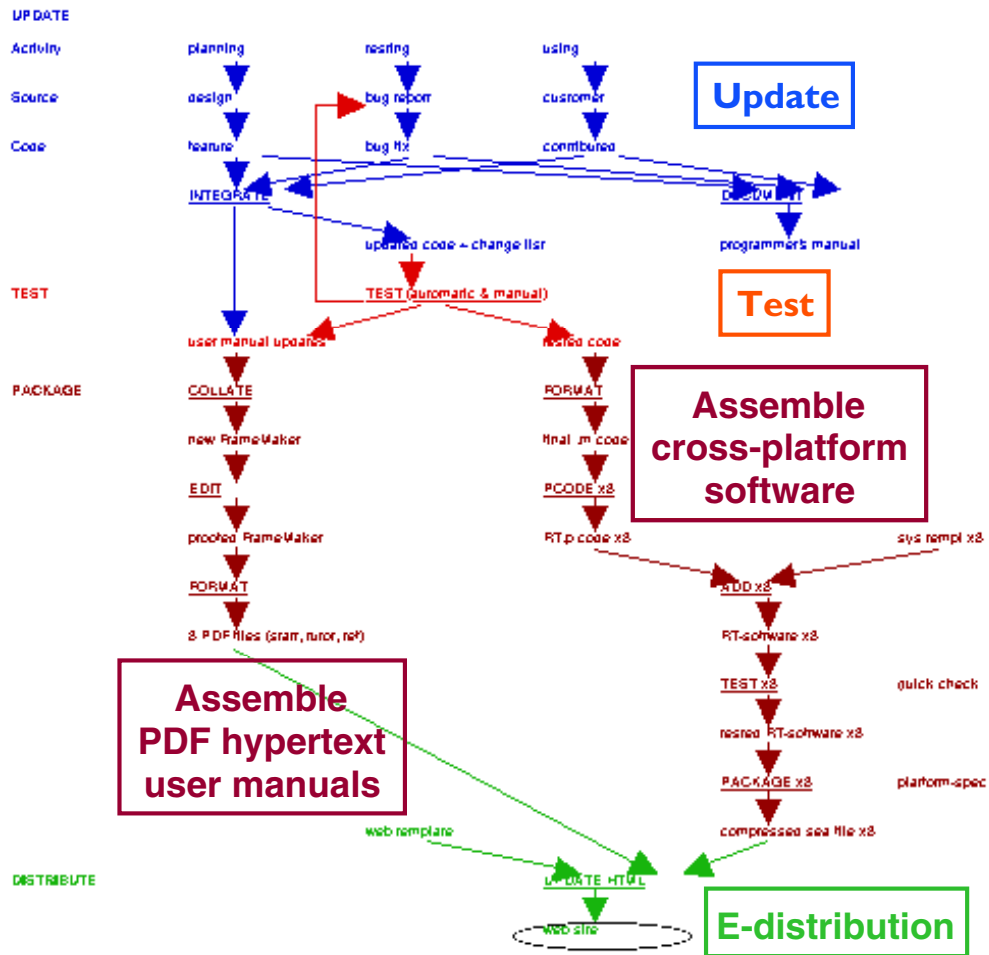 UPDATE
Activity planning testing using
Source design bug report customer
Update
Code feature bug fix contributed
INTEGRATE DOCUMENT
updated code + change list programmer's manual
TEST TEST (automatic & manual)
Test
user manual updates tested code
PACKAGE COLLATE FORMAT
Assemble
cross-platform
software
new FrameMaker final .m code
EDIT PCODE x8
proofed FrameMaker RT.p code x8 sys templ x8
FORMAT ADD x8
8 PDF files (start, tutor, ref) RT-software x8
Assemble
PDF hypertext
user manuals
TEST x8 quick check
tested RT-software x8
PACKAGE x8 platform-spec
web template compressed sea file x8
DISTRIBUTE UPDATE HTML
E-distribution
web site